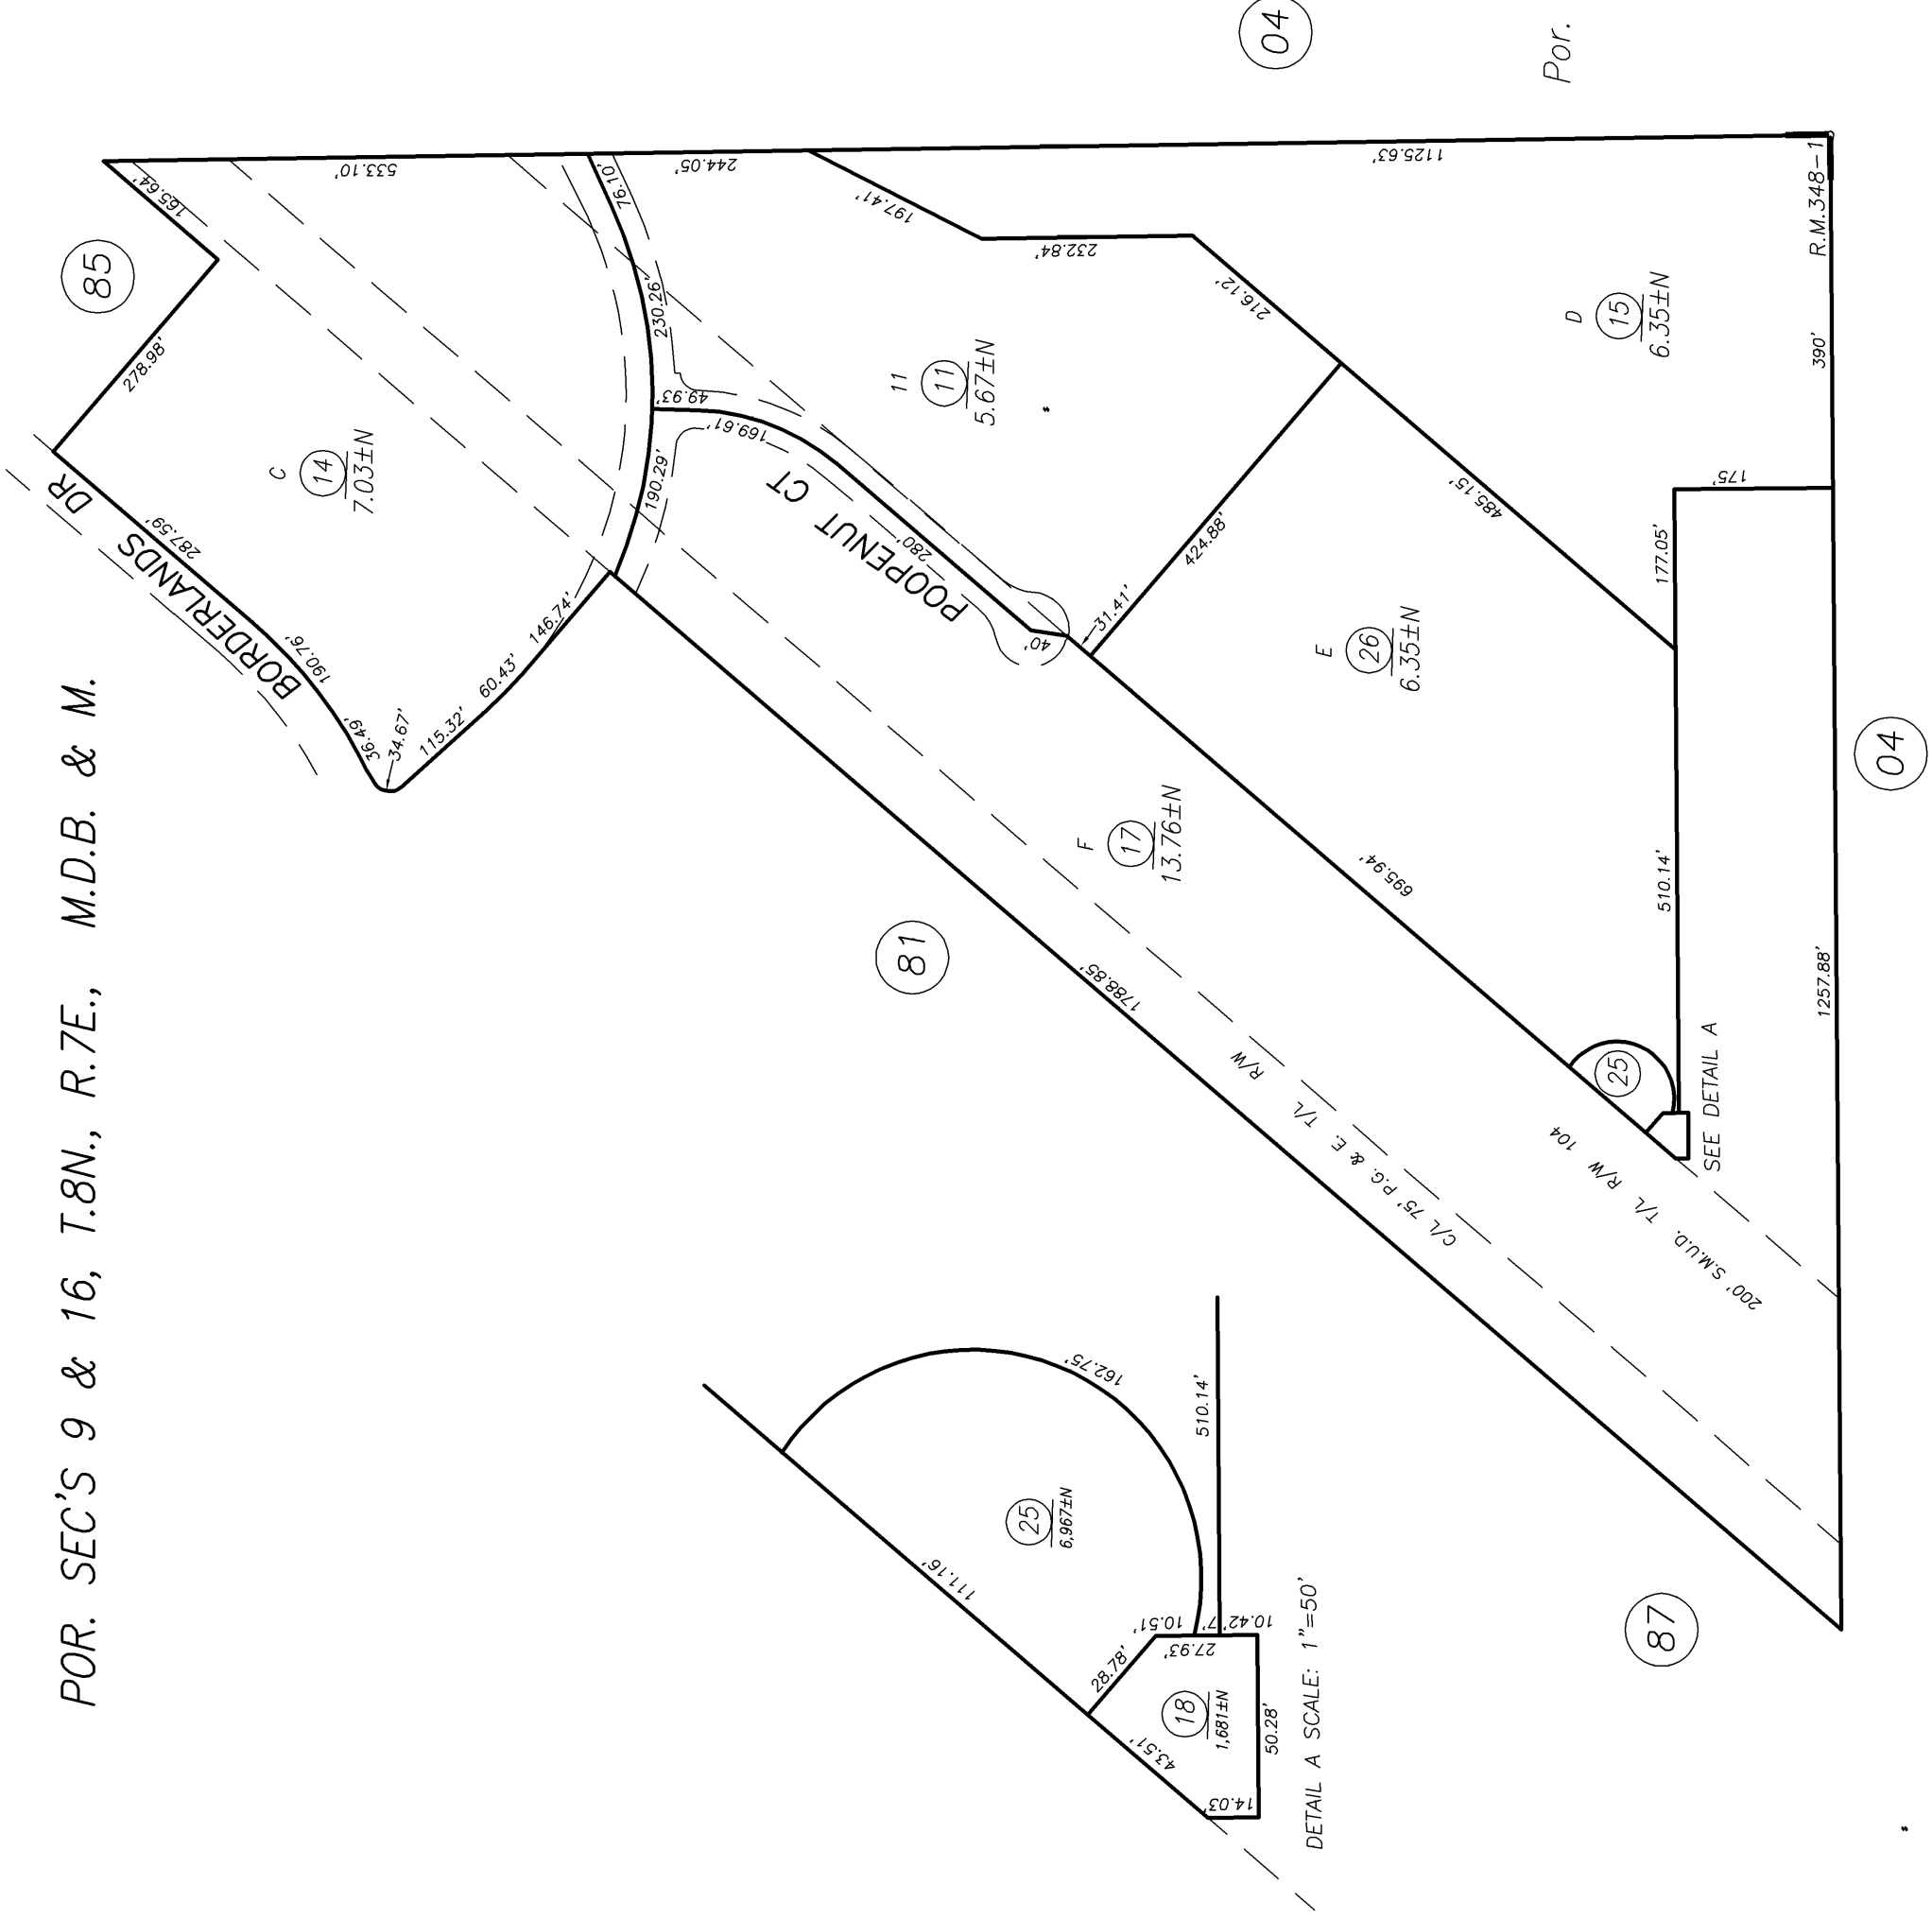 POR. SEC'S 9 & 16, T.8N., R.7E., M.D.B. & M.
BORDERLANDS DR
85
278.98'
165.64'
533.10'
287.59'
190.76'
36.49'
34.67'
115.32'
60.43'
146.74'
C
14
7.03±N
190.29'
230.26'
76.10'
244.05'
49.93'
169.61'
280'
40'
POOPENUT CT
31.41'
11
11
5.67±N
197.41'
232.84'
216.12'
1125.63'
04
Por.
424.88'
485.15'
E
26
6.35±N
D
15
6.35±N
R.M.348-1
390'
175'
177.05'
510.14'
695.94'
F
17
13.76±N
81
1788.85'
C/L 75' P.G. & E. T/L R/W
200' S.M.U.D. T/L R/W 104
25
SEE DETAIL A
1257.88'
04
87
162.75'
111.16'
25
6,967±N
510.14'
10.51'
7'
10.42'
27.93'
28.78'
43.51'
18
1,681±N
14.03'
50.28'
DETAIL A SCALE: 1"=50'